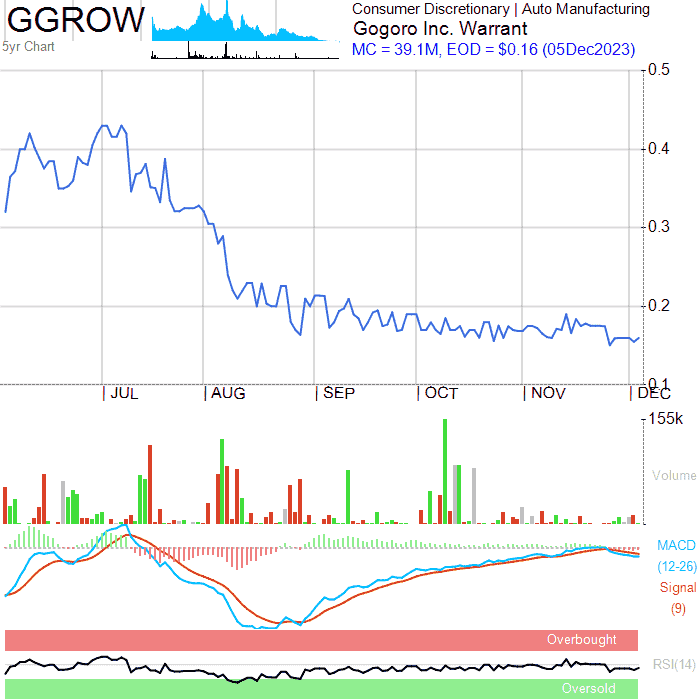 GGROW
5yr Chart
Consumer Discretionary | Auto Manufacturing
Gogoro Inc. Warrant
MC = 39.1M, EOD = $0.16 (05Dec2023)
0.5
0.4
0.3
0.2
0.1
| JUL | AUG | SEP | OCT | NOV | DEC
155k
Volume
MACD
(12-26)
Signal
(9)
Overbought
RSI(14)
Oversold